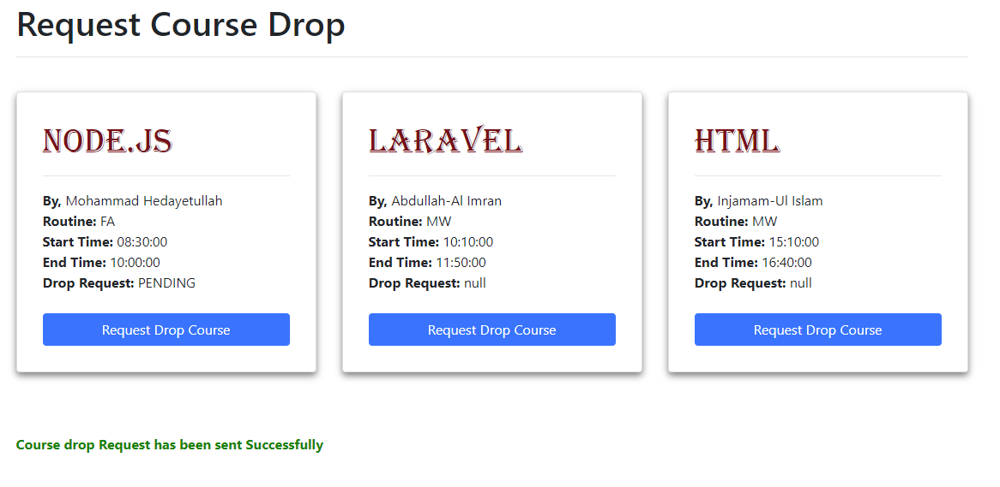 Request Course Drop
NODE.JS
By, Mohammad Hedayetullah
Routine: FA
Start Time: 08:30:00
End Time: 10:00:00
Drop Request: PENDING
Request Drop Course
LARAVEL
By, Abdullah-Al Imran
Routine: MW
Start Time: 10:10:00
End Time: 11:50:00
Drop Request: null
Request Drop Course
HTML
By, Injamam-Ul Islam
Routine: MW
Start Time: 15:10:00
End Time: 16:40:00
Drop Request: null
Request Drop Course
Course drop Request has been sent Successfully